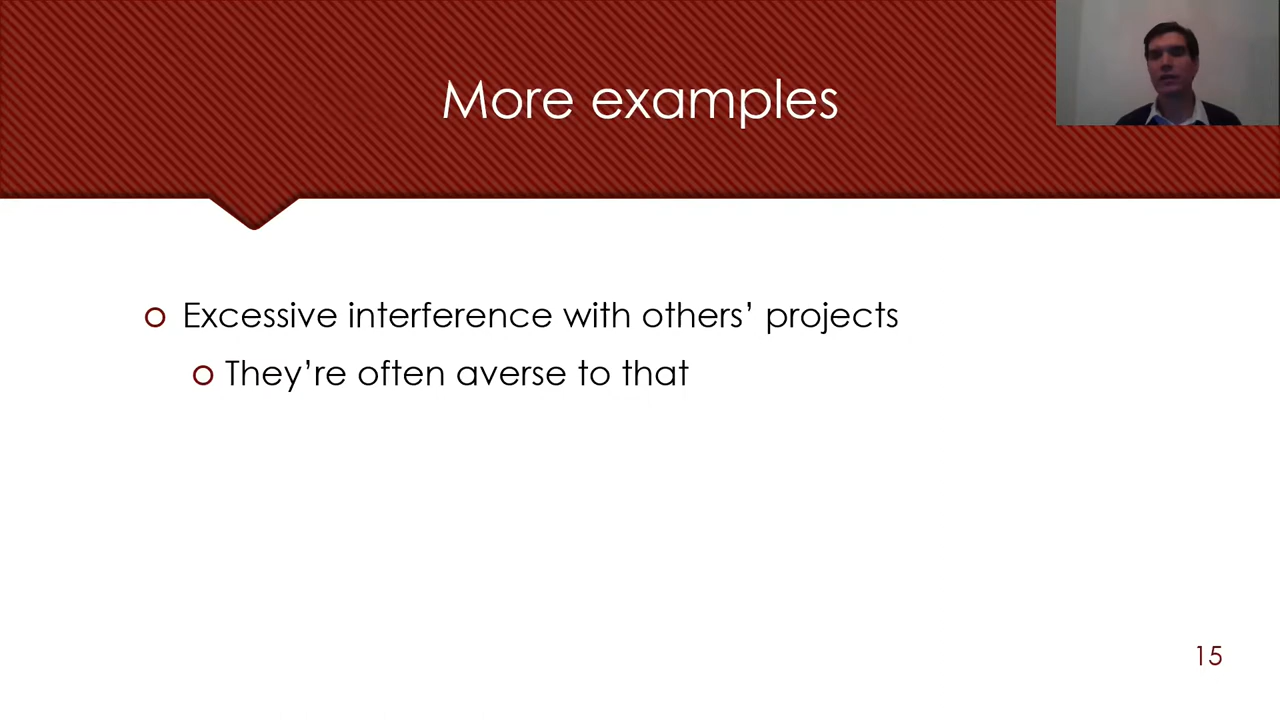 More examples
Excessive interference with others’ projects
They’re often averse to that
15